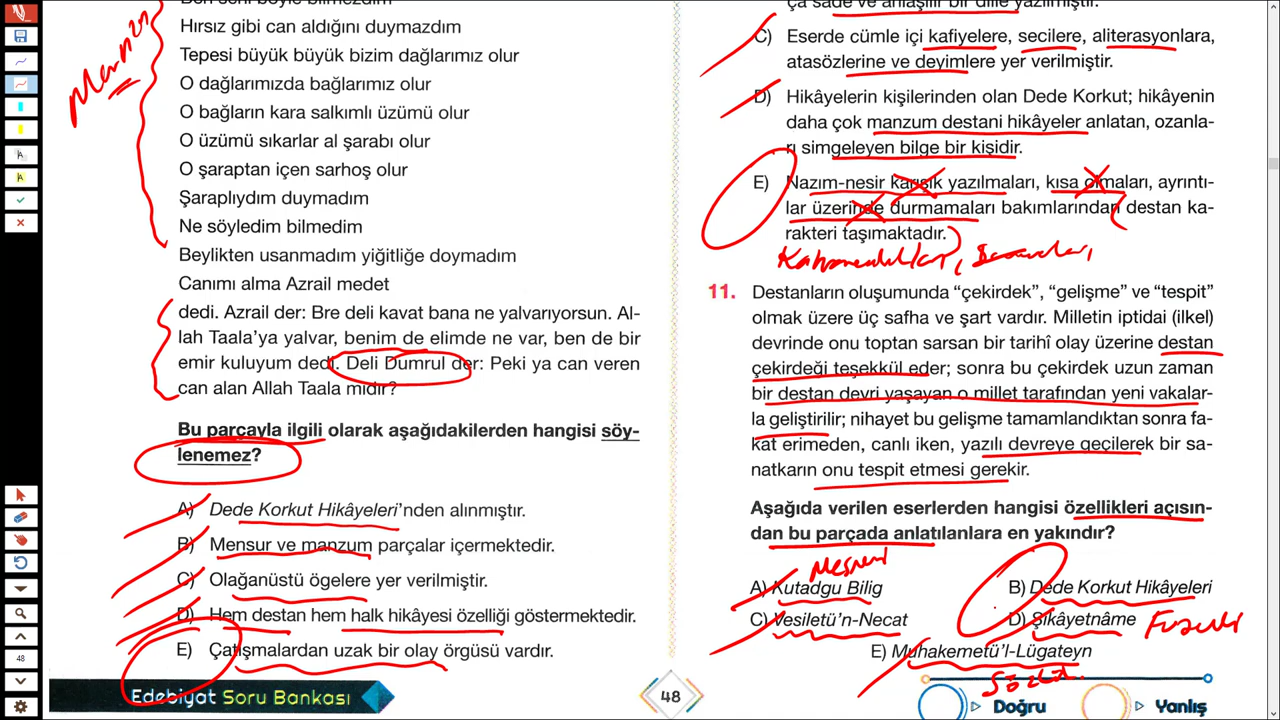 Ben seni böyle bilmezdim
Hırsız gibi can aldığını duymazdım
Tepesi büyük büyük bizim dağlarımız olur
O dağlarımızda bağlarımız olur
O bağların kara salkımlı üzümü olur
O üzümü sıkarlar al şarabı olur
O şaraptan içen sarhoş olur
Şaraplıydım duymadım
Ne söyledim bilmedim
Beylikten usanmadım yiğitliğe doymadım
Canımı alma Azrail medet
dedi. Azrail der: Bre deli kavat bana ne yalvarıyorsun. Al-
lah Taala’ya yalvar, benim de elimde ne var, ben de bir
emir kuluyum dedi. Deli Dumrul der: Peki ya can veren
can alan Allah Taala mıdır?
Bu parçayla ilgili olarak aşağıdakilerden hangisi söy-
lenemez?
A) Dede Korkut Hikâyeleri’nden alınmıştır.
B) Mensur ve manzum parçalar içermektedir.
C) Olağanüstü ögelere yer verilmiştir.
D) Hem destan hem halk hikâyesi özelliği göstermektedir.
E) Çatışmalardan uzak bir olay örgüsü vardır.
Edebiyat Soru Bankası
48
ça sade ve anlaşılır bir dille yazılmıştır.
C) Eserde cümle içi kafiyelere, secilere, aliterasyonlara,
atasözlerine ve deyimlere yer verilmiştir.
D) Hikâyelerin kişilerinden olan Dede Korkut; hikâyenin
daha çok manzum destani hikâyeler anlatan, ozanla-
rı simgeleyen bilge bir kişidir.
E) Nazım-nesir karışık yazılmaları, kısa olmaları, ayrıntı-
lar üzerinde durmamaları bakımlarından destan ka-
rakteri taşımaktadır.
11. Destanların oluşumunda “çekirdek”, “gelişme” ve “tespit”
olmak üzere üç safha ve şart vardır. Milletin iptidai (ilkel)
devrinde onu toptan sarsan bir tarihî olay üzerine destan
çekirdeği teşekkül eder; sonra bu çekirdek uzun zaman
bir destan devri yaşayan o millet tarafından yeni vakalar-
la geliştirilir; nihayet bu gelişme tamamlandıktan sonra fa-
kat erimeden, canlı iken, yazılı devreye geçilerek bir sa-
natkarın onu tespit etmesi gerekir.
Aşağıda verilen eserlerden hangisi özellikleri açısın-
dan bu parçada anlatılanlara en yakındır?
Mesnevi
A) Kutadgu Bilig B) Dede Korkut Hikâyeleri
C) Vesiletü’n-Necat D) Şikâyetnâme Fuzuli
E) Muhakemetü’l-Lügateyn
Sözlük
Doğru Yanlış
48